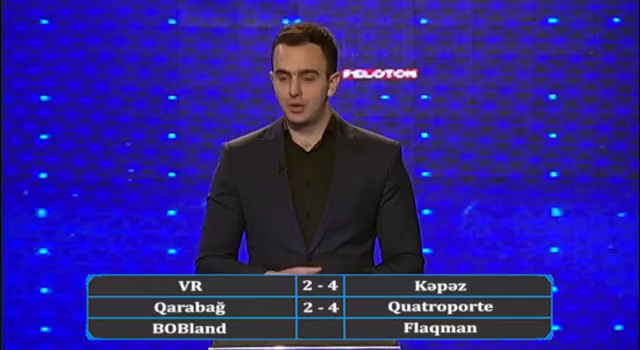 PELOTON
VR 2 - 4 Kəpəz
Qarabağ 2 - 4 Quatroporte
BOBland Flaqman